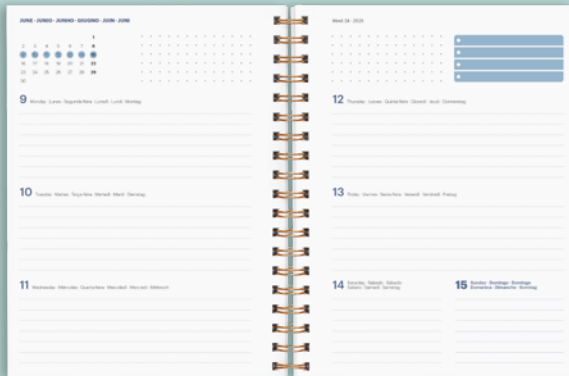 JUNE · JUNIO · JUNHO · GIUGNO · JUIN · JUNI
1
2 3 4 5 6 7 8
9 10 11 12 13 14 15
16 17 18 19 20 21 22
23 24 25 26 27 28 29
30
9 Monday · Lunes · Segunda-feira · Lunedì · Lundi · Montag
10 Tuesday · Martes · Terça-feira · Martedì · Mardi · Dienstag
11 Wednesday · Miércoles · Quarta-feira · Mercoledì · Mercredi · Mittwoch
Week 24 · 2025
12 Thursday · Jueves · Quinta-feira · Giovedì · Jeudi · Donnerstag
13 Friday · Viernes · Sexta-feira · Venerdì · Vendredi · Freitag
14 Saturday · Sábado · Sábado
Sabato · Samedi · Samstag
15 Sunday · Domingo · Domingo
Domenica · Dimanche · Sonntag